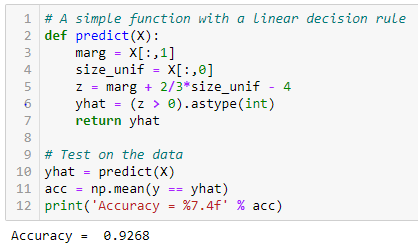 1 # A simple function with a linear decision rule
2 def predict(X):
3     marg = X[:,1]
4     size_unif = X[:,0]
5     z = marg + 2/3*size_unif - 4
6     yhat = (z > 0).astype(int)
7     return yhat
8
9 # Test on the data
10 yhat = predict(X)
11 acc = np.mean(y == yhat)
12 print('Accuracy = %7.4f' % acc)
Accuracy =  0.9268